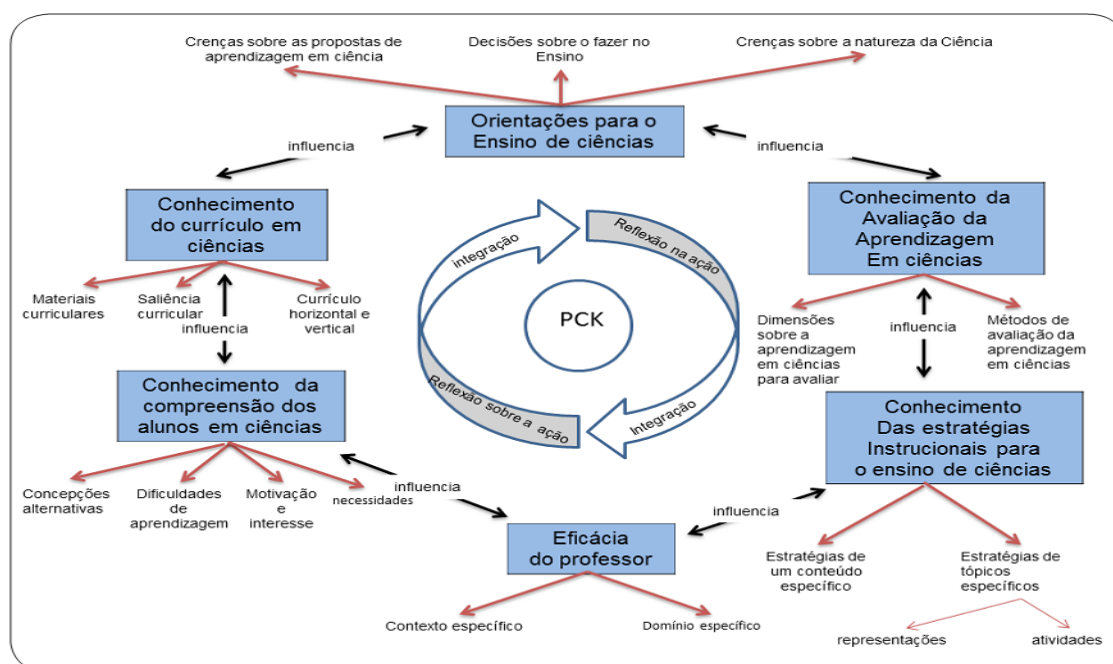 Crenças sobre as propostas de
aprendizagem em ciência
Decisões sobre o fazer no
Ensino
Crenças sobre a natureza da Ciência
Orientações para o
Ensino de ciências
influencia
influencia
Conhecimento
do currículo em
ciências
Conhecimento da
Avaliação da
Aprendizagem
Em ciências
integração
Reflexão na ação
Materiais
curriculares
Saliência
curricular
Currículo
horizontal e
vertical
influencia
PCK
Dimensões
sobre a
aprendizagem
em ciências
para avaliar
influencia
Métodos de
avaliação da
aprendizagem
em ciências
Conhecimento da
compreensão dos
alunos em ciências
Reflexão sobre a ação
Integração
Conhecimento
Das estratégias
Instrucionais para
o ensino de ciências
Concepções
alternativas
Dificuldades
de
aprendizagem
Motivação
e
interesse
necessidades
influencia
influencia
Eficácia
do professor
Estratégias de
um conteúdo
específico
Estratégias de
tópicos
específicos
Contexto específico
Domínio específico
representações
atividades